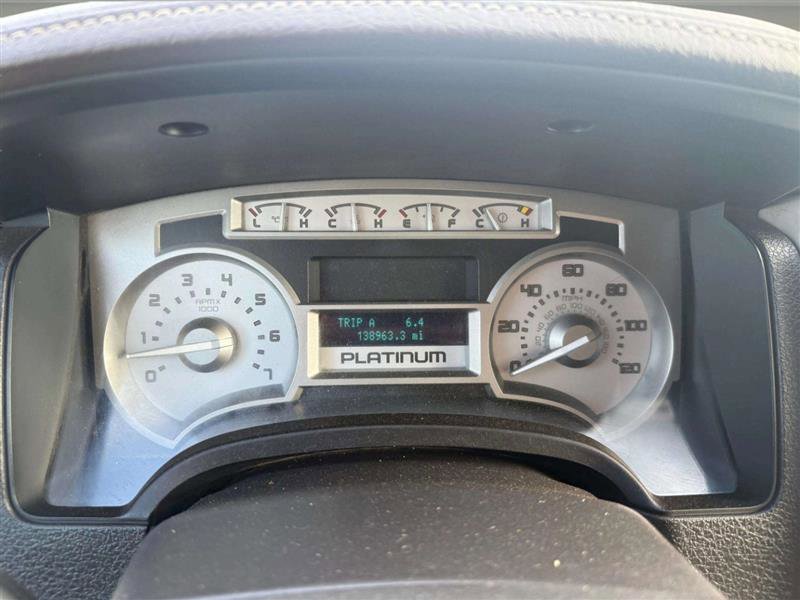 L °C H C H E F C H
0 1 2 3 4 5 6 7
RPM X
1000
TRIP A 6.4
138963.3 mi
PLATINUM
0 20 40 60 80 100 120
MPH